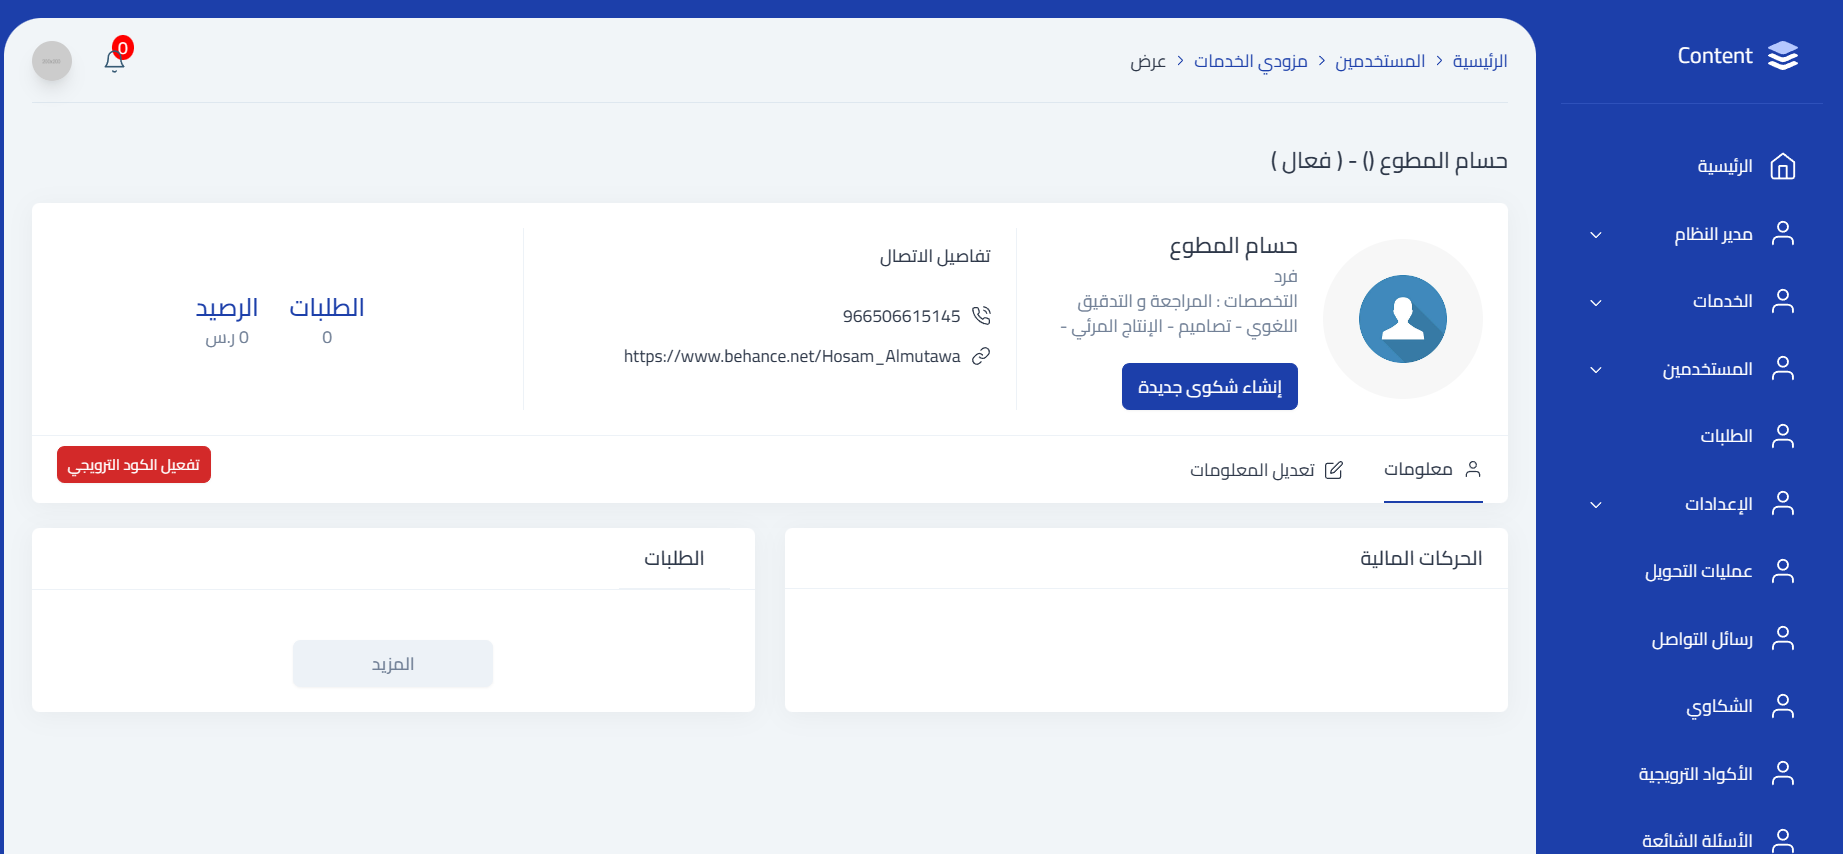 Content
الرئيسية
مدير النظام
الخدمات
المستخدمين
الطلبات
الإعدادات
عمليات التحويل
رسائل التواصل
الشكاوي
الأكواد الترويجية
الأسئلة الشائعة
الرئيسية > المستخدمين > مزودي الخدمات > عرض
0
حسام المطوع () - ( فعال )
حسام المطوع
فرد
التخصصات : المراجعة و التدقيق
اللغوي - تصاميم - الإنتاج المرئي -
إنشاء شكوى جديدة
تفاصيل الاتصال
966506615145
https://www.behance.net/Hosam_Almutawa
الطلبات
0
الرصيد
0 ر.س
معلومات
تعديل المعلومات
تفعيل الكود الترويجي
الحركات المالية
الطلبات
المزيد